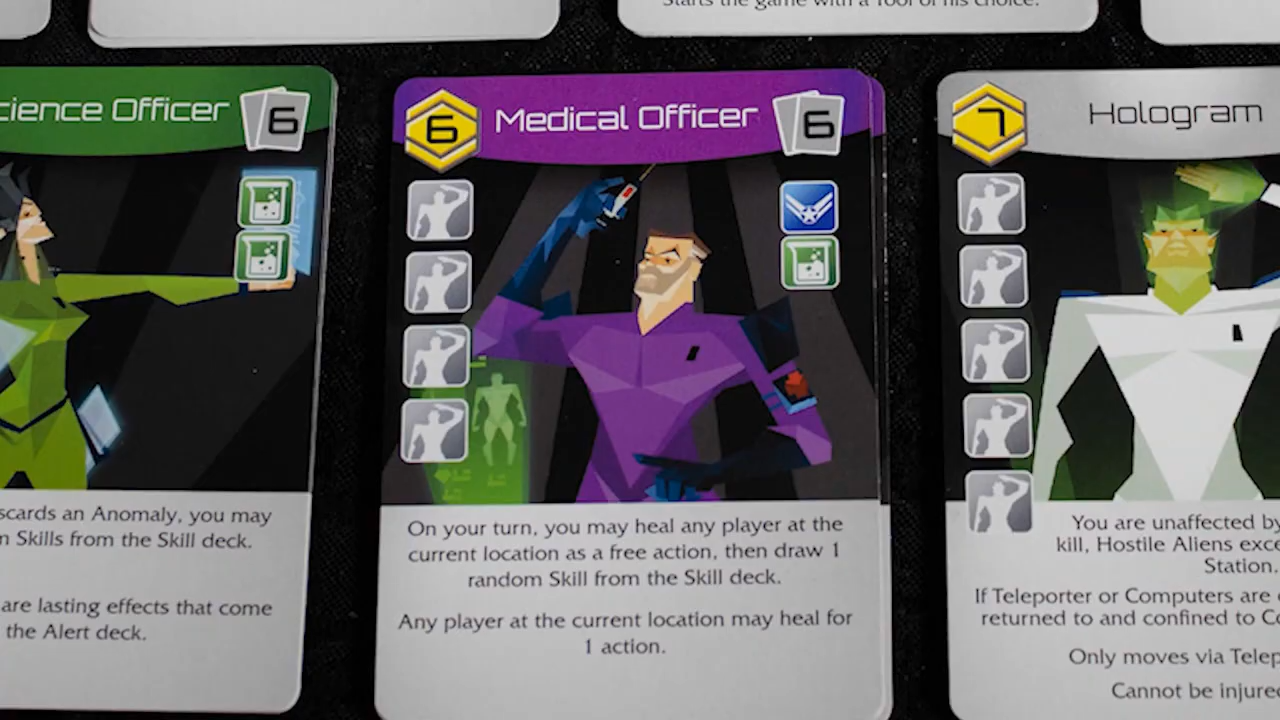 Starts the game with a Tool of his choice.
cience Officer
6
6
Medical Officer
6
7
Hologram
scards an Anomaly, you may
Skills from the Skill deck.
are lasting effects that come
the Alert deck.
On your turn, you may heal any player at the
current location as a free action, then draw 1
random Skill from the Skill deck.
Any player at the current location may heal for
1 action.
You are unaffected by
kill, Hostile Aliens exce
Station.
If Teleporter or Computers are
returned to and confined to Co
Only moves via Telep
Cannot be injured